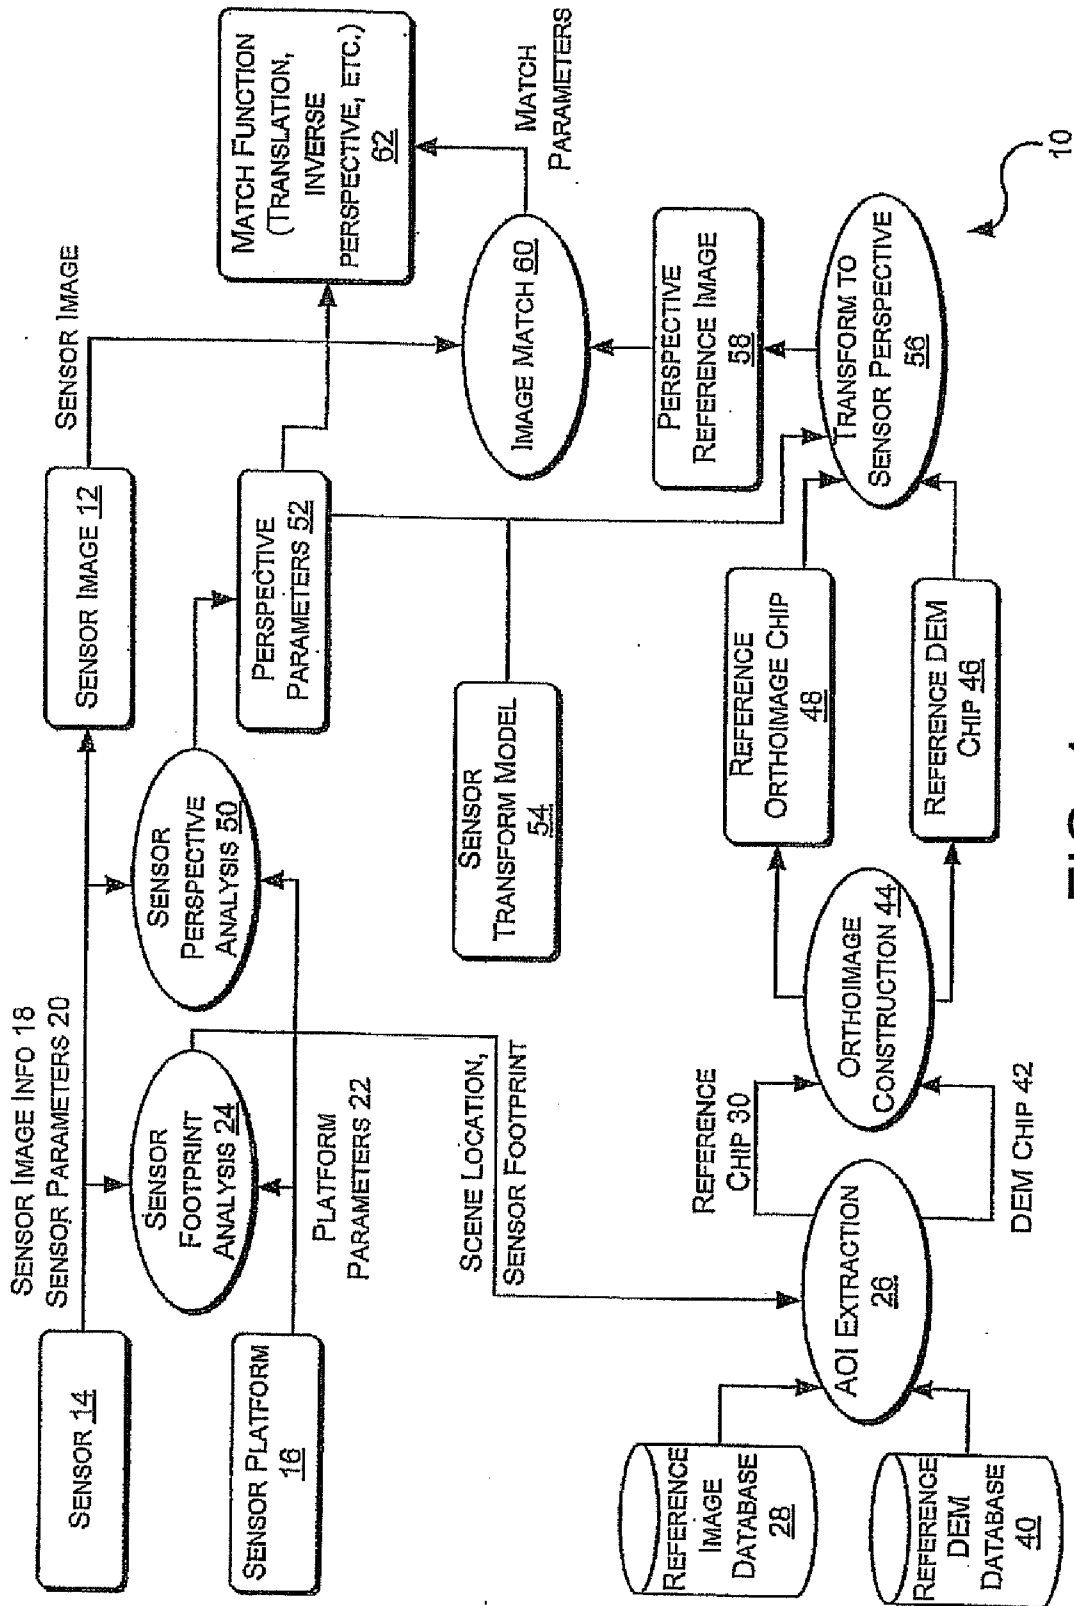 SENSOR IMAGE INFO 18
SENSOR PARAMETERS 20
SENSOR IMAGE
SENSOR 14
SENSOR IMAGE 12
SENSOR
FOOTPRINT
ANALYSIS 24
SENSOR
PERSPECTIVE
ANALYSIS 50
MATCH FUNCTION
(TRANSLATION,
INVERSE
PERSPECTIVE, ETC.)
62
SENSOR PLATFORM
16
PLATFORM
PARAMETERS 22
PERSPECTIVE
PARAMETERS 52
SCENE LOCATION,
SENSOR FOOTPRINT
SENSOR
TRANSFORM MODEL
54
IMAGE MATCH 60
MATCH
PARAMETERS
REFERENCE
IMAGE
DATABASE
28
REFERENCE
CHIP 30
REFERENCE
ORTHOIMAGE CHIP
48
PERSPECTIVE
REFERENCE IMAGE
58
AOI EXTRACTION
26
ORTHOIMAGE
CONSTRUCTION 44
TRANSFORM TO
SENSOR PERSPECTIVE
56
REFERENCE
DEM
DATABASE
40
DEM CHIP 42
REFERENCE DEM
CHIP 46
10